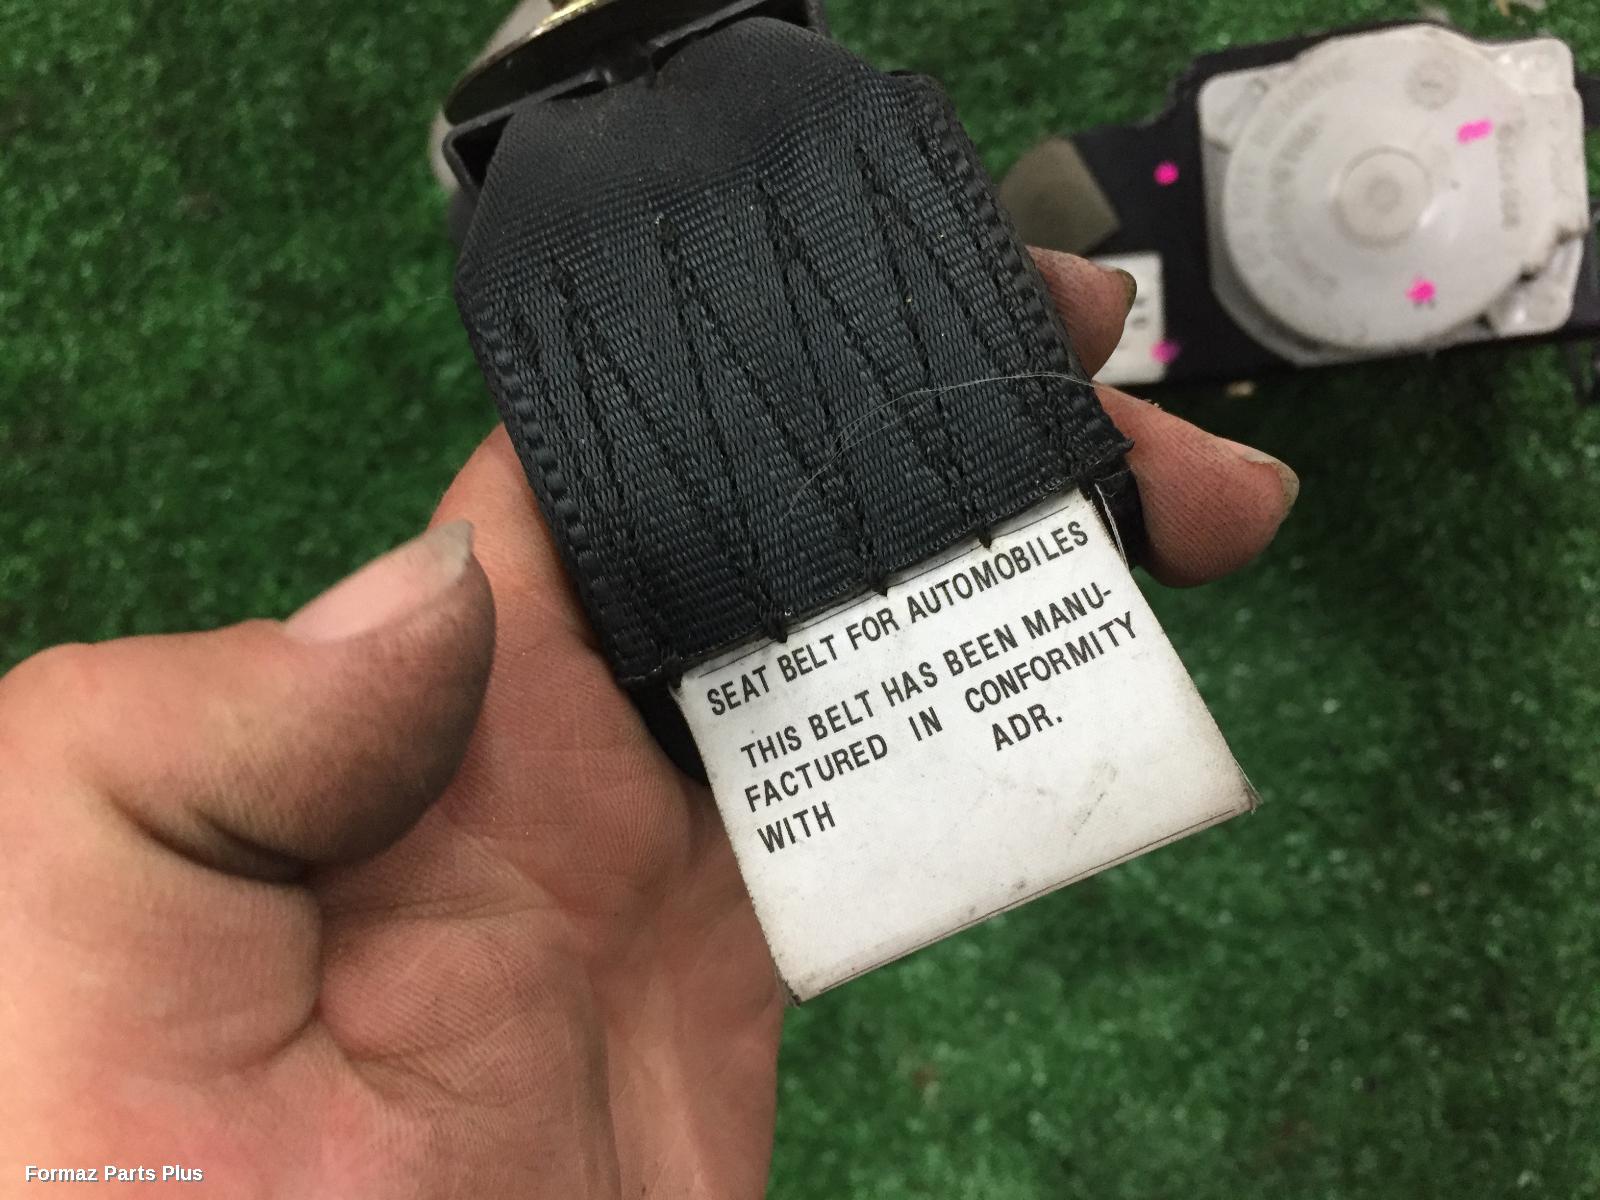 SEAT BELT FOR AUTOMOBILES
THIS BELT HAS BEEN MANU-
FACTURED IN CONFORMITY
WITH ADR.
Formaz Parts Plus